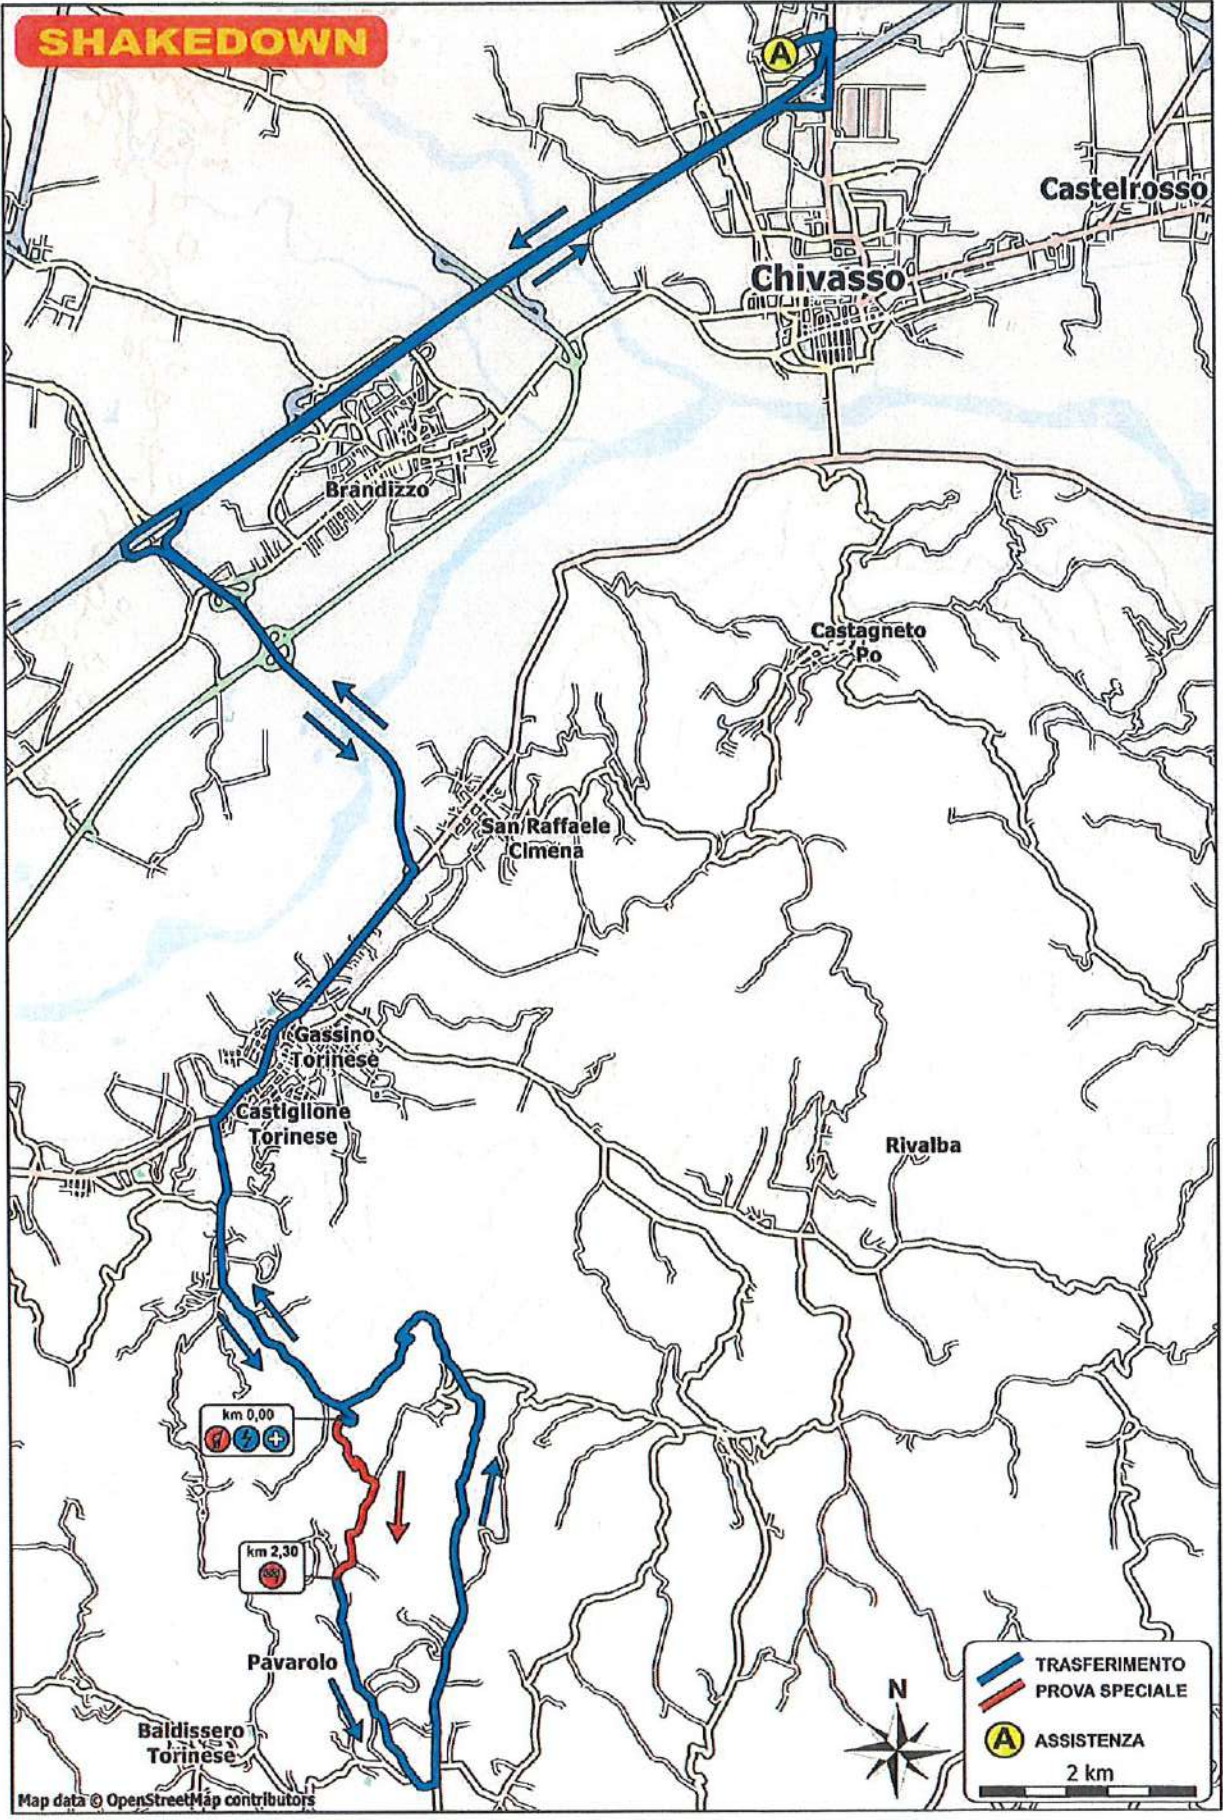 SHAKEDOWN
A
Castelrosso
Chivasso
Brandizzo
Castagneto
Po
San Raffaele
Cimena
Gassino
Torinese
Castiglione
Torinese
Rivalba
km 0,00
km 2,30
Pavarolo
Baldissero
Torinese
N
TRASFERIMENTO
PROVA SPECIALE
A ASSISTENZA
2 km
Map data © OpenStreetMap contributors